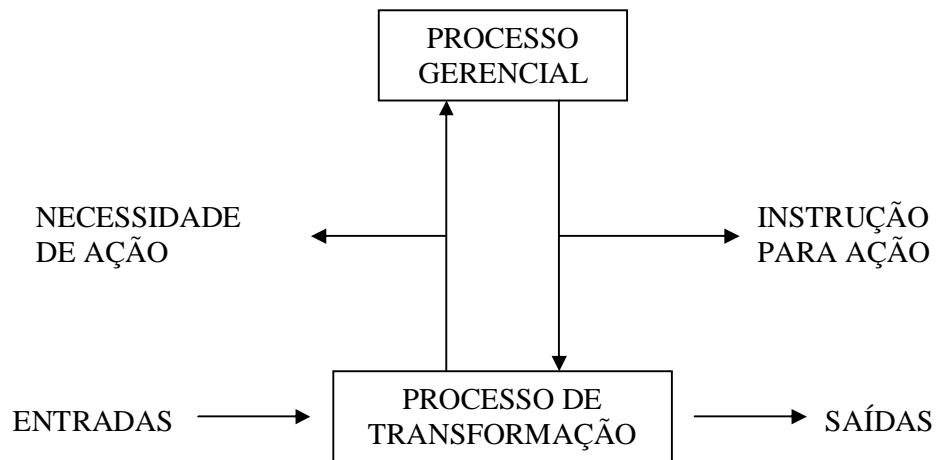 PROCESSO
GERENCIAL
NECESSIDADE
DE AÇÃO
INSTRUÇÃO
PARA AÇÃO
ENTRADAS
PROCESSO DE
TRANSFORMAÇÃO
SAÍDAS